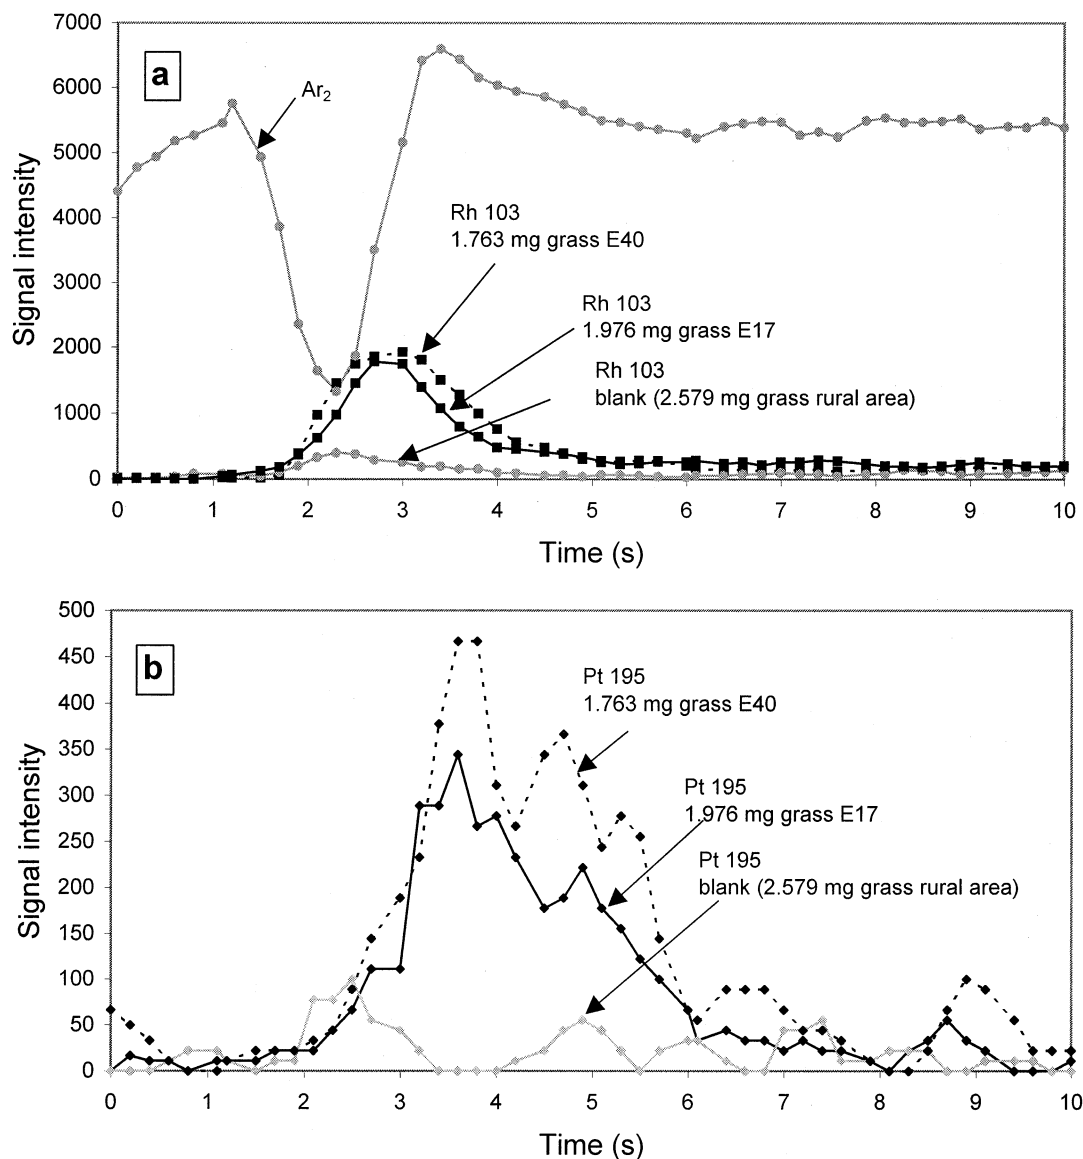 7000
6000
5000
4000
3000
2000
1000
0
Signal intensity
a
Ar2
Rh 103
1.763 mg grass E40
Rh 103
1.976 mg grass E17
Rh 103
blank (2.579 mg grass rural area)
0 1 2 3 4 5 6 7 8 9 10
Time (s)
500
450
400
350
300
250
200
150
100
50
0
Signal intensity
b
Pt 195
1.763 mg grass E40
Pt 195
1.976 mg grass E17
Pt 195
blank (2.579 mg grass rural area)
0 1 2 3 4 5 6 7 8 9 10
Time (s)